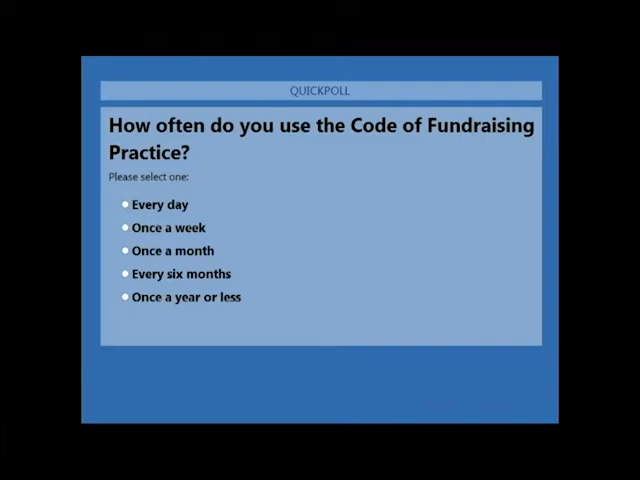 QUICKPOLL
How often do you use the Code of Fundraising
Practice?
Please select one:
Every day
Once a week
Once a month
Every six months
Once a year or less